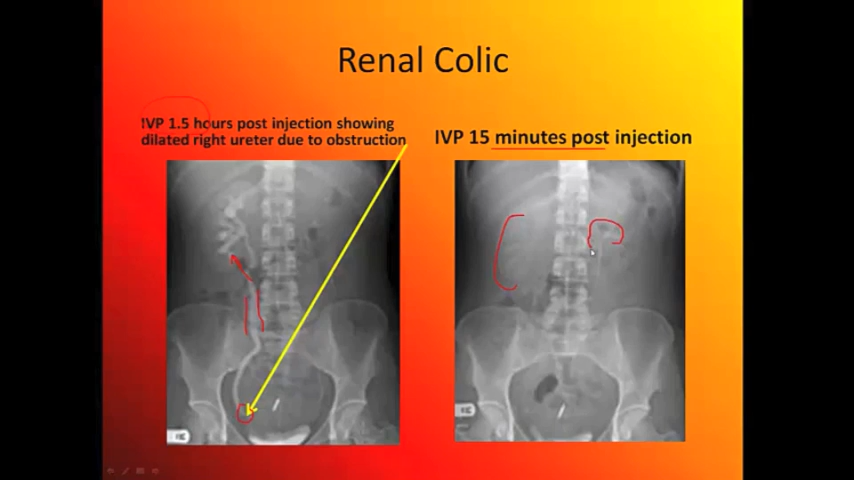 Renal Colic
IVP 1.5 hours post injection showing
dilated right ureter due to obstruction
IVP 15 minutes post injection